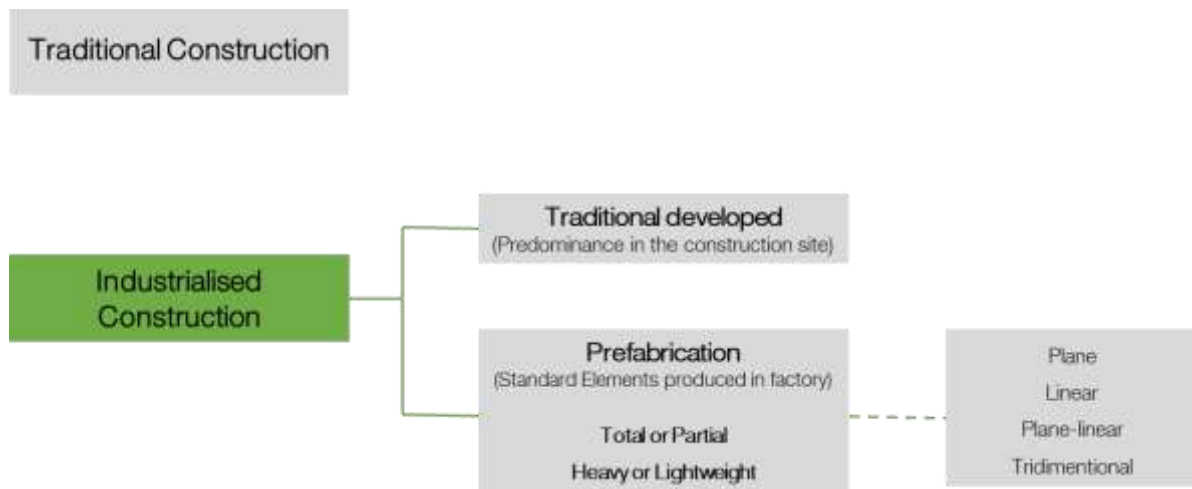 Traditional Construction
Traditional developed
(Predominance in the construction site)
Industrialised
Construction
Prefabrication
(Standard Elements produced in factory)
Total or Partial
Heavy or Lightweight
Plane
Linear
Plane-linear
Tridimentional